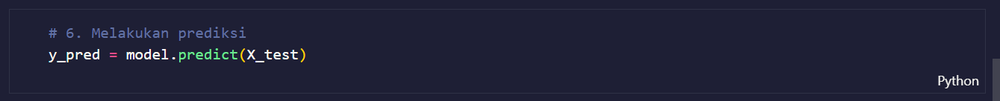 # 6. Melakukan prediksi
y_pred = model.predict(X_test)
Python